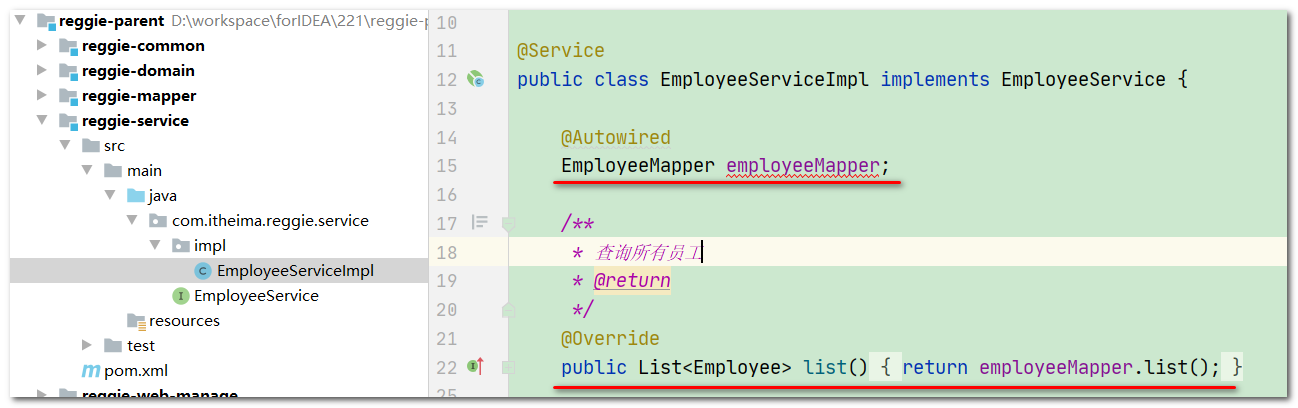 reggie-parent D:\workspace\forIDEA\221\reggie-p
reggie-common
reggie-domain
reggie-mapper
reggie-service
src
main
java
com.itheima.reggie.service
impl
EmployeeServiceImpl
EmployeeService
resources
test
pom.xml
reggie-web-manage
10
11 @Service
12 public class EmployeeServiceImpl implements EmployeeService {
13
14 @Autowired
15 EmployeeMapper employeeMapper;
16
17 /**
18 * 查询所有员工
19 * @return
20 */
21 @Override
22 public List<Employee> list() { return employeeMapper.list(); }
25